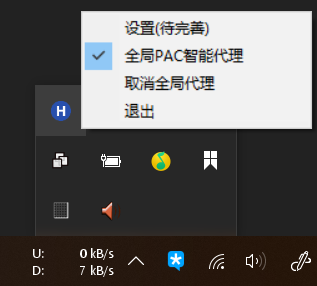 设置(待完善)
全局PAC智能代理
取消全局代理
退出
H
U: 0 kB/s
D: 7 kB/s